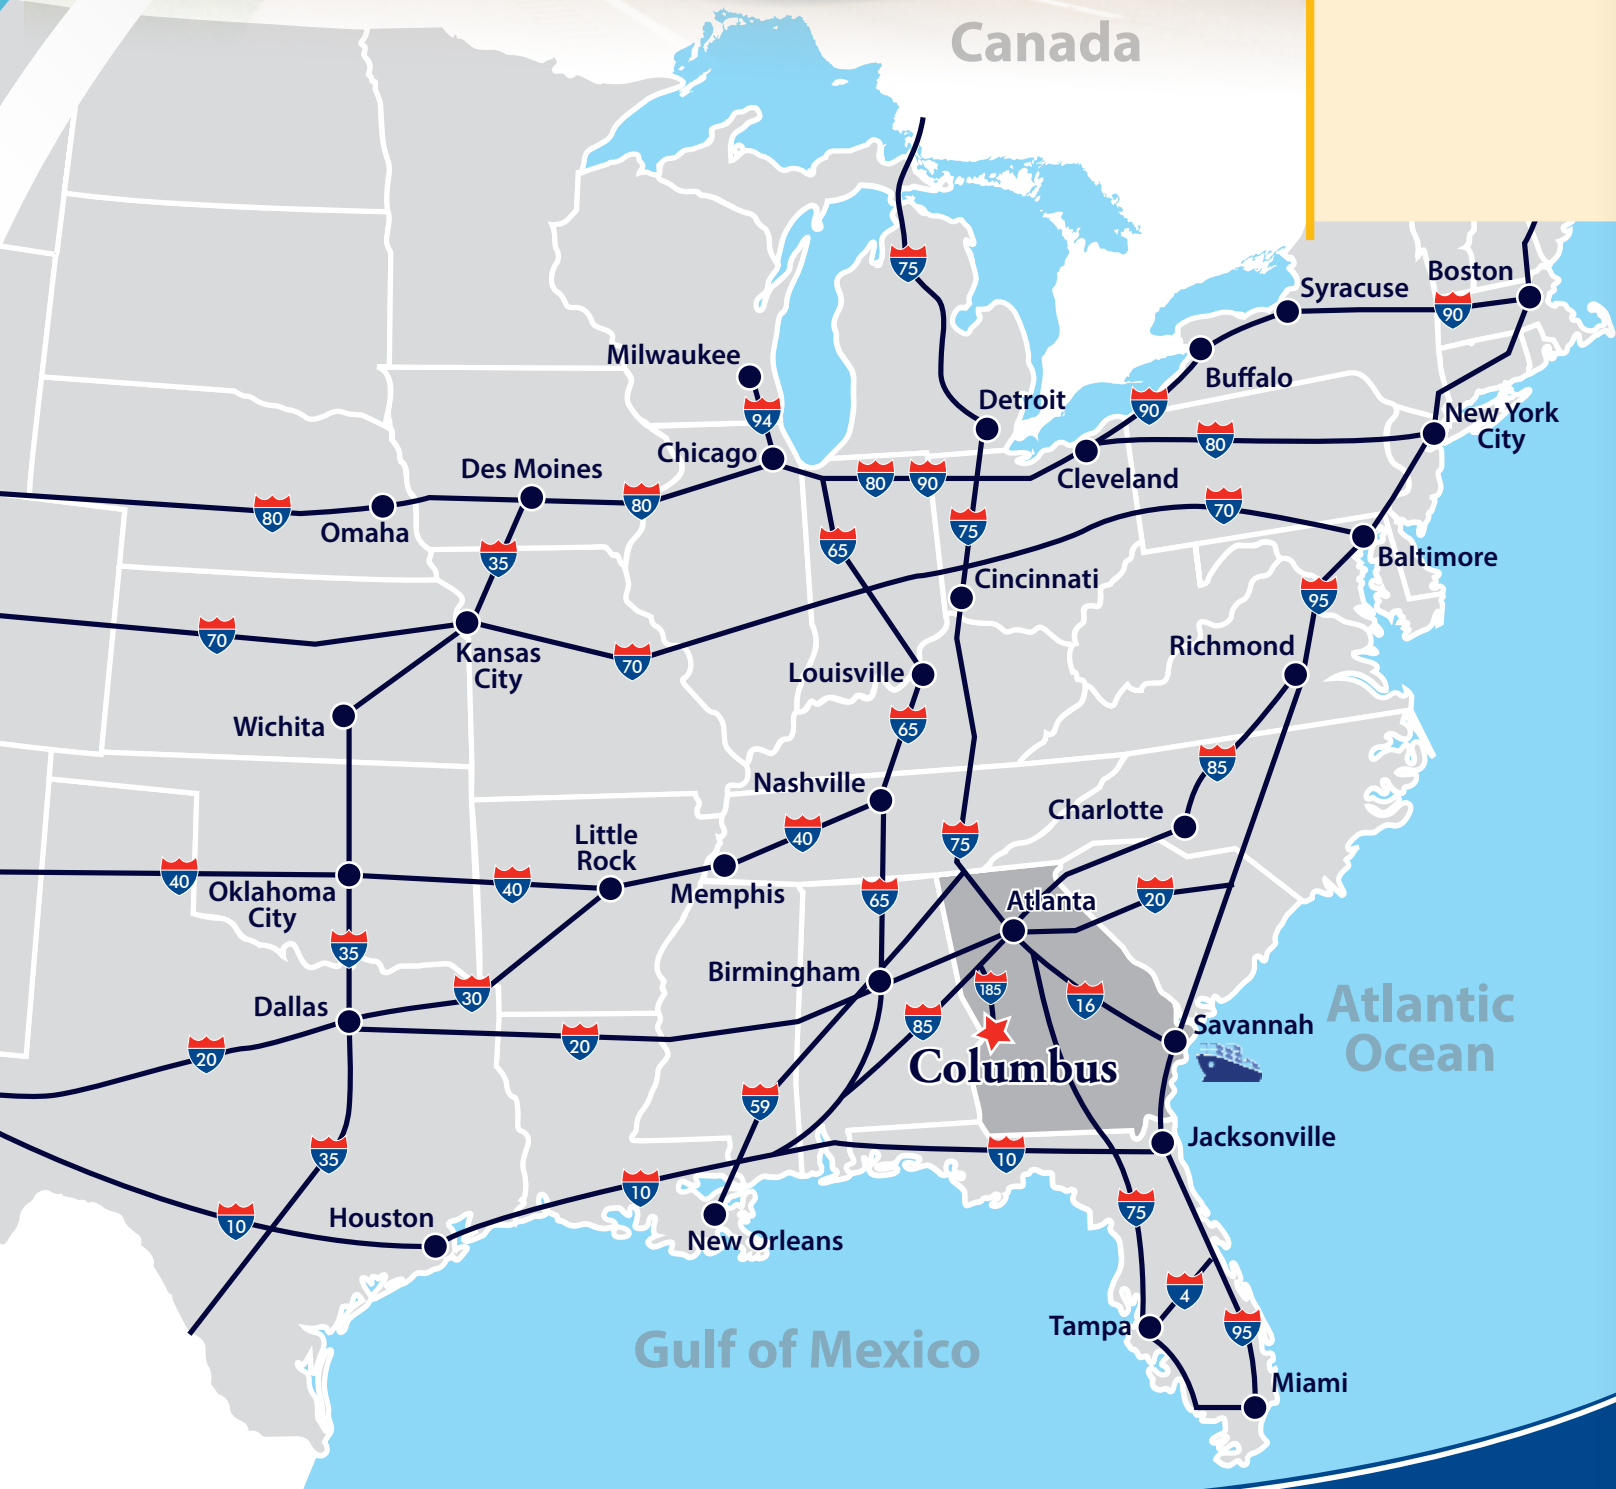 Canada
75
Boston
Syracuse
90
Milwaukee
Buffalo
Detroit
90
94
New York
City
80
Chicago
Des Moines
80
90
Cleveland
80
80
Omaha
70
75
65
Baltimore
35
Cincinnati
95
70
Kansas
City
70
Richmond
Louisville
Wichita
65
85
Nashville
Charlotte
40
Little
Rock
75
40
Oklahoma
City
40
Memphis
65
Atlanta
20
35
Birmingham
185
30
16
Dallas
85
Savannah
Atlantic
Ocean
20
20
Columbus
59
Jacksonville
35
10
10
75
10
Houston
New Orleans
4
Tampa
95
Gulf of Mexico
Miami